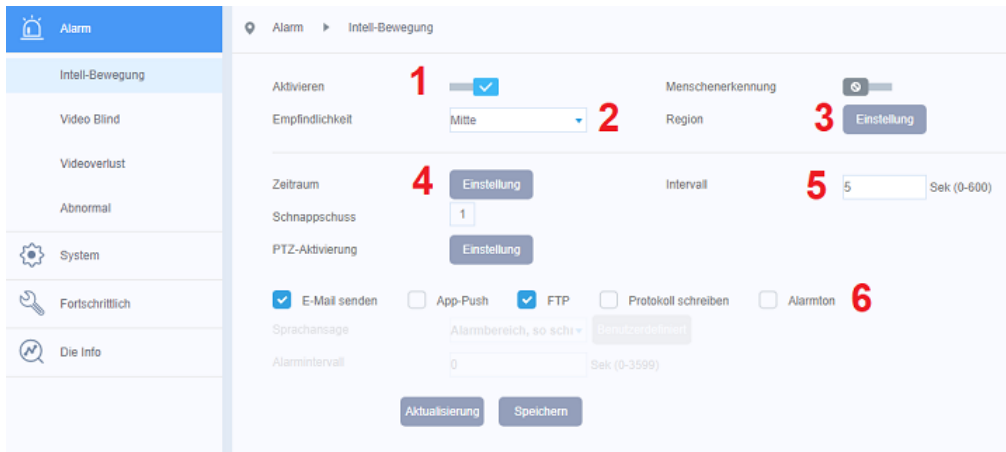 Alarm
Alarm Intell-Bewegung
Intell-Bewegung
Video Blind
Videoverlust
Abnormal
System
Fortschrittlich
Die Info
Aktivieren 1 Menschenerkennung
Empfindlichkeit Mitte 2 Region 3 Einstellung
Zeitraum 4 Einstellung Intervall 5 5 Sek (0-600)
Schnappschuss 1
PTZ-Aktivierung Einstellung
E-Mail senden App-Push FTP Protokoll schreiben Alarmton 6
Sprachansage Alarmbereich, so schi Benutzerdefiniert
Alarmintervall 0 Sek (0-3599)
Aktualisierung Speichern